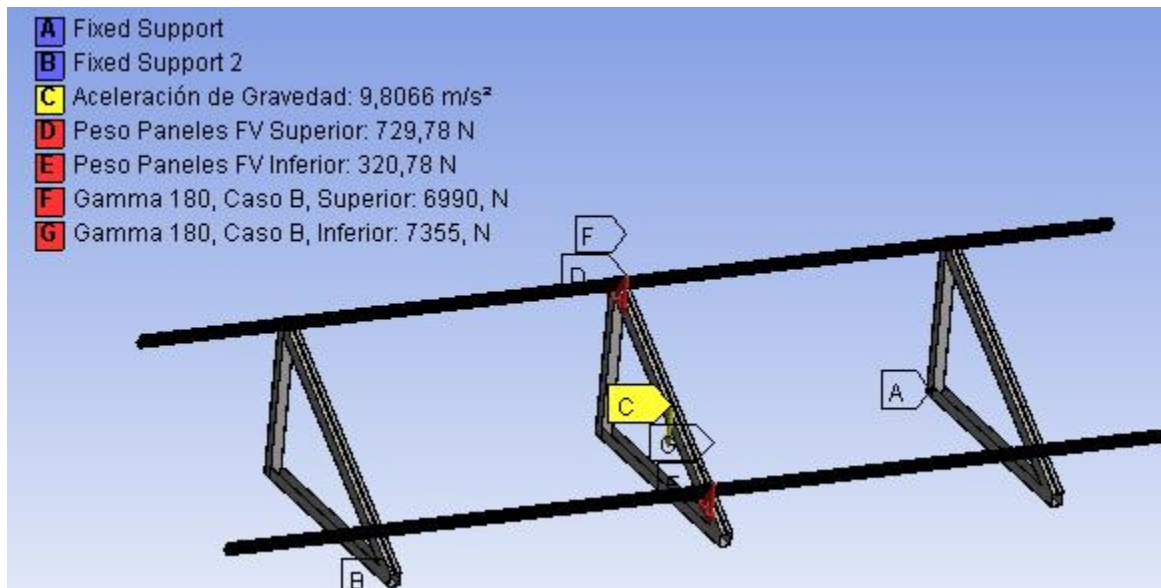 A Fixed Support
B Fixed Support 2
C Aceleración de Gravedad: 9,8066 m/s²
D Peso Paneles FV Superior: 729,78 N
E Peso Paneles FV Inferior: 320,78 N
F Gamma 180, Caso B, Superior: 6990, N
G Gamma 180, Caso B, Inferior: 7355, N
F
D
A
C
G
E
B